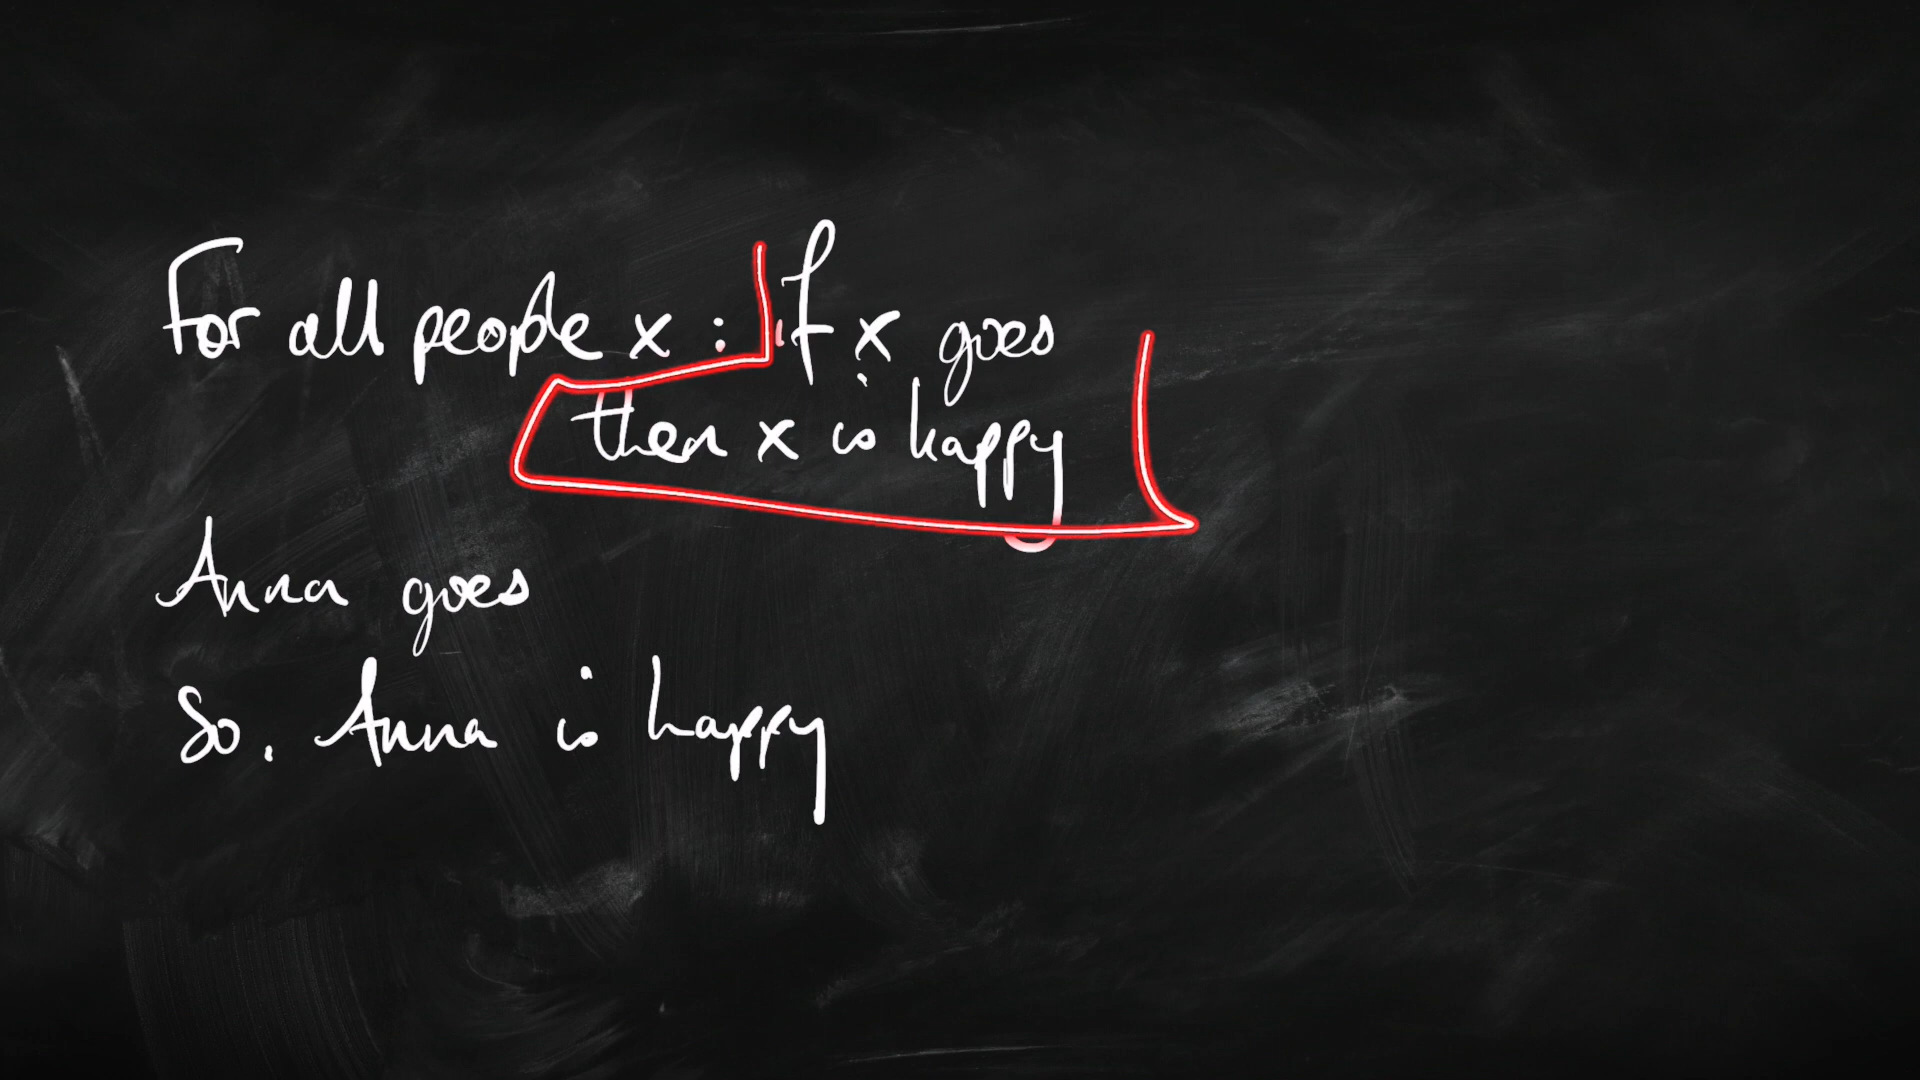 For all people x : if x goes
then x is happy
Anna goes
So, Anna is happy